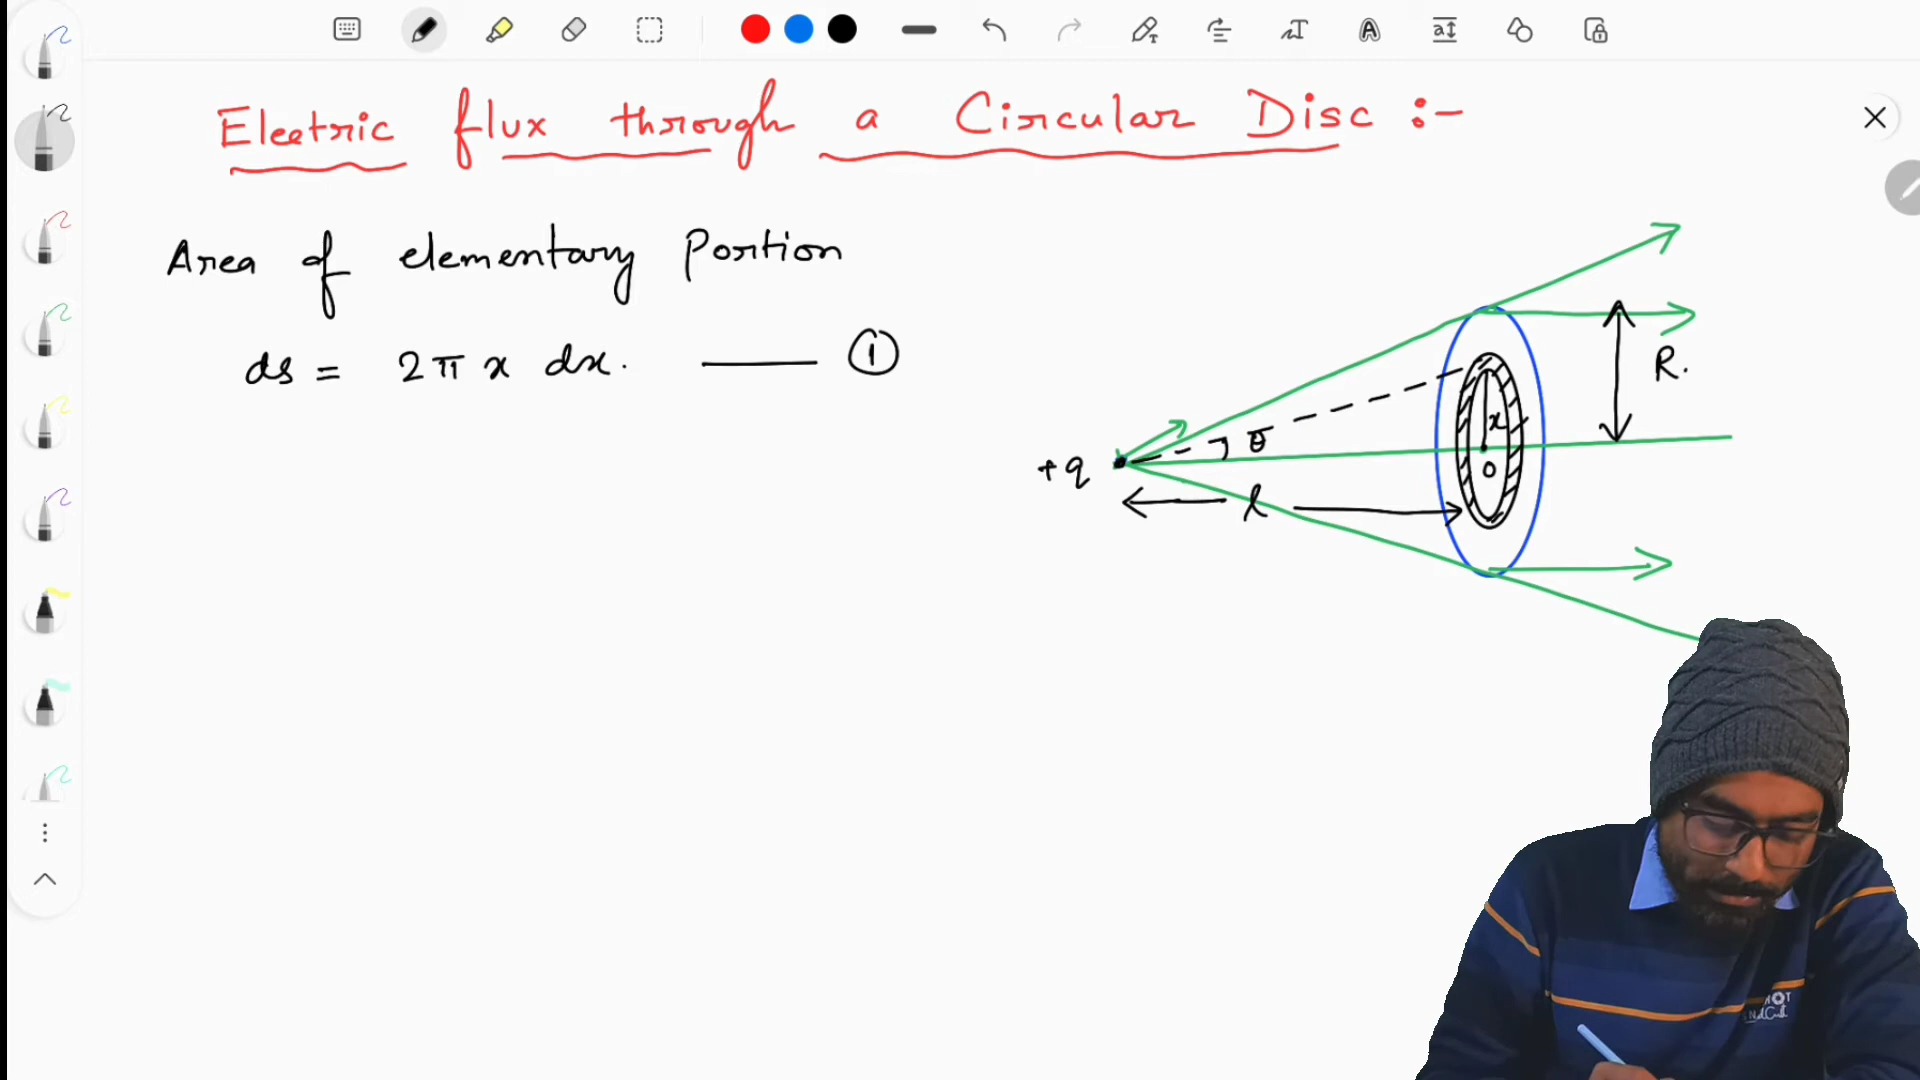 Electric flux through a Circular Disc :-
Area of elementary Portion
ds = 2π x dx. ——— ①
R.
x
θ
+q
o
l